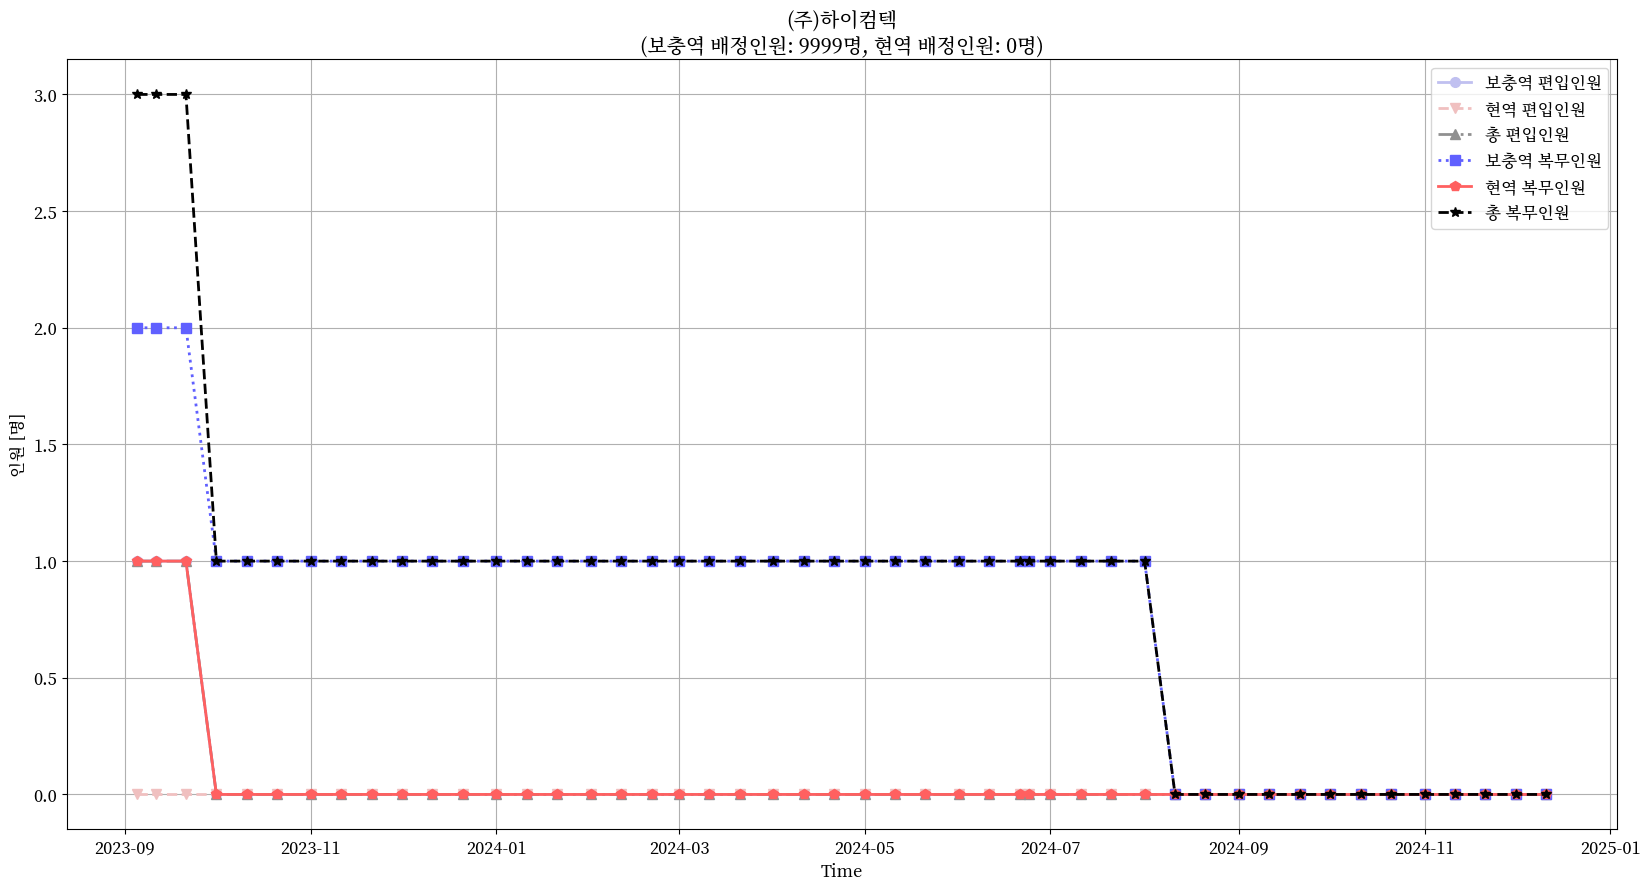 (주)하이컴텍
(보충역 배정인원: 9999명, 현역 배정인원: 0명)
보충역 편입인원
현역 편입인원
총 편입인원
보충역 복무인원
현역 복무인원
총 복무인원
인원 [명]
3.0
2.5
2.0
1.5
1.0
0.5
0.0
2023-09
2023-11
2024-01
2024-03
2024-05
2024-07
2024-09
2024-11
2025-01
Time